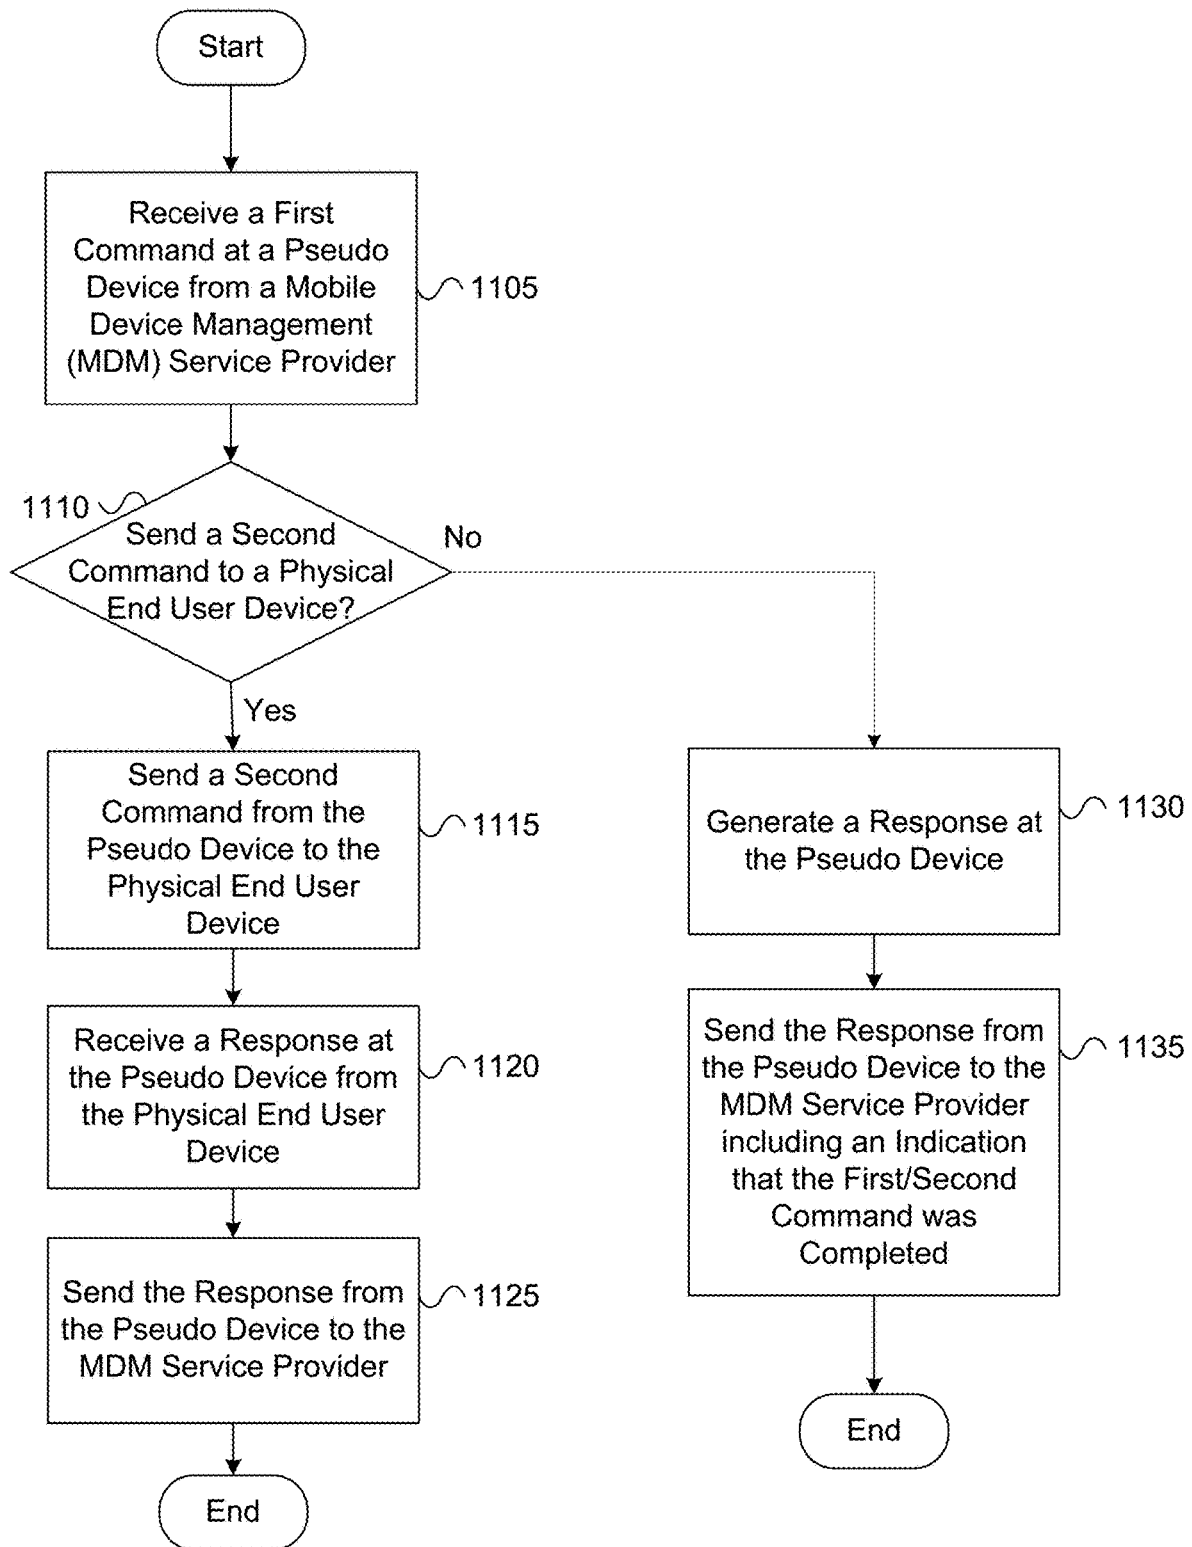 Start
Receive a First
Command at a Pseudo
Device from a Mobile
Device Management
(MDM) Service Provider
1105
1110
Send a Second
Command to a Physical
End User Device?
No
Yes
Send a Second
Command from the
Pseudo Device to the
Physical End User
Device
1115
Receive a Response at
the Pseudo Device from
the Physical End User
Device
1120
Send the Response from
the Pseudo Device to the
MDM Service Provider
1125
End
Generate a Response at
the Pseudo Device
1130
Send the Response from
the Pseudo Device to the
MDM Service Provider
including an Indication
that the First/Second
Command was
Completed
1135
End